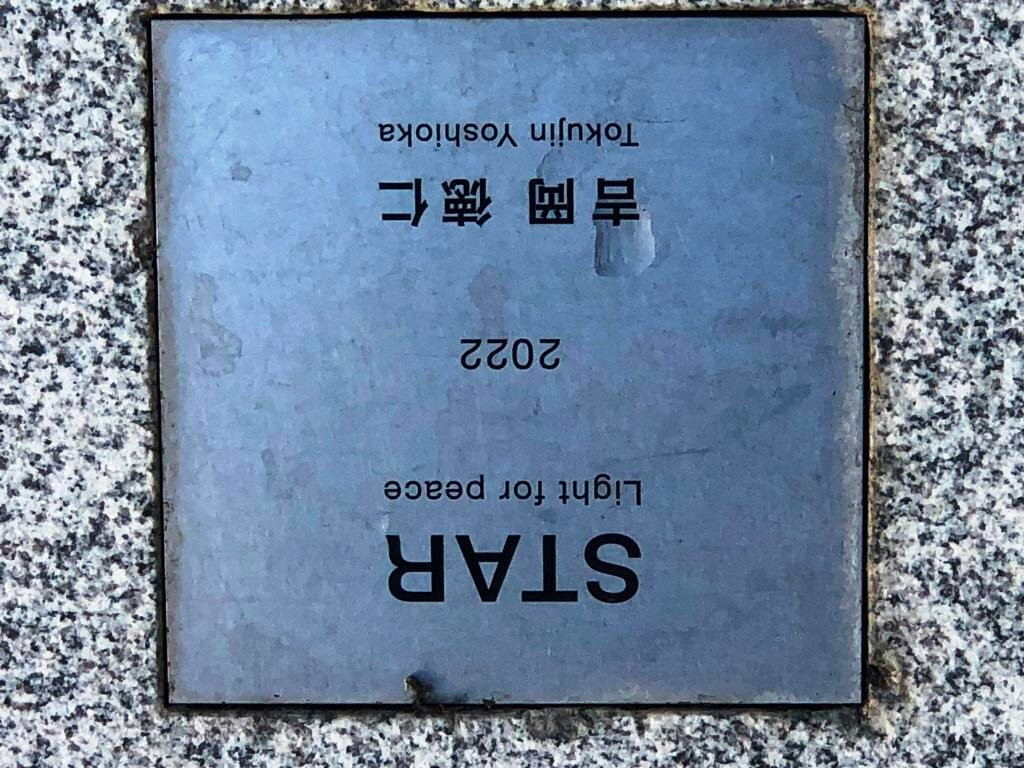 STAR
Light for peace
2022
吉岡 徳仁
Tokujin Yoshioka